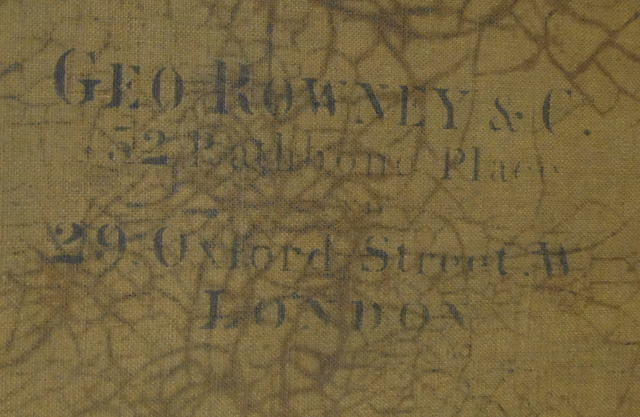 GEO ROWNEY & C.
52 Rathbone Place
29. Oxford Street. W.
LONDON